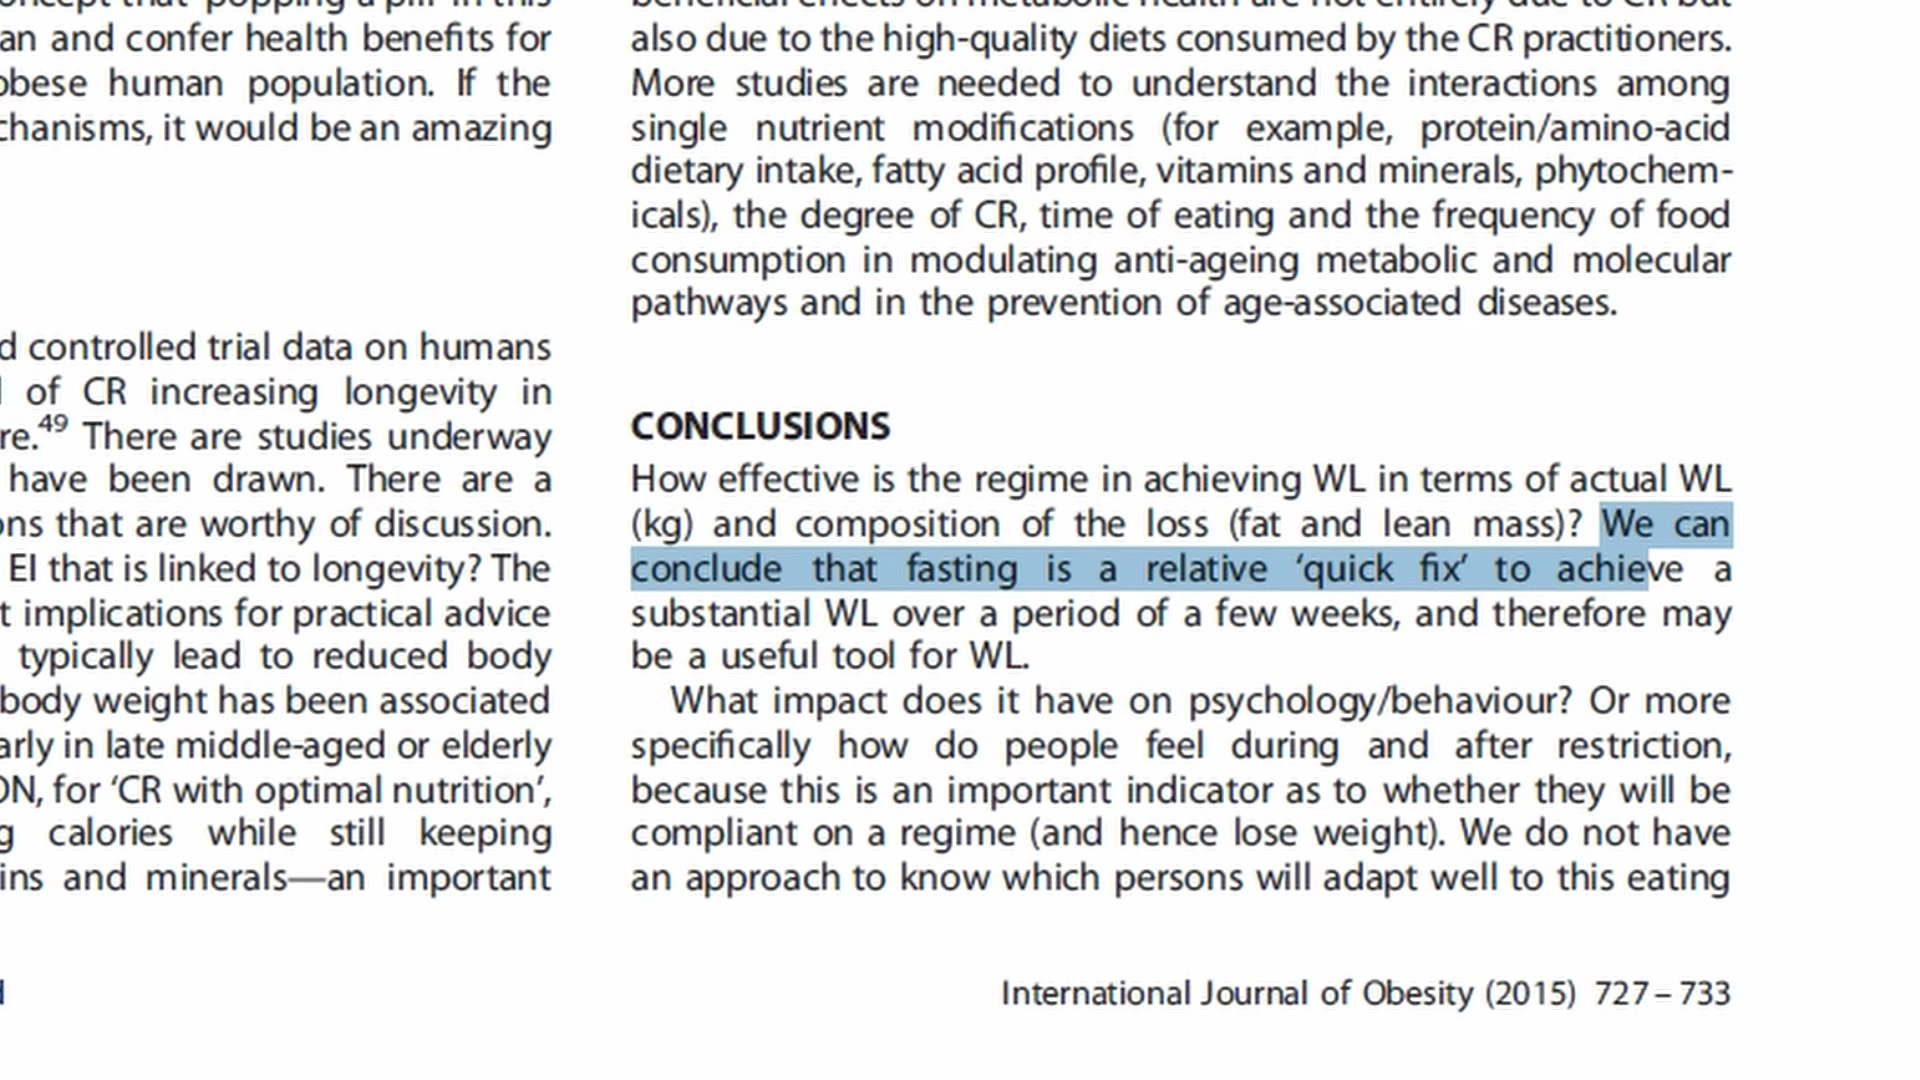 an and confer health benefits for
obese human population. If the
chanisms, it would be an amazing
d controlled trial data on humans
of CR increasing longevity in
re.49 There are studies underway
have been drawn. There are a
ons that are worthy of discussion.
EI that is linked to longevity? The
t implications for practical advice
typically lead to reduced body
body weight has been associated
arly in late middle-aged or elderly
ON, for ‘CR with optimal nutrition’,
g calories while still keeping
ins and minerals—an important
beneficial effects on metabolic health are not entirely due to CR but
also due to the high-quality diets consumed by the CR practitioners.
More studies are needed to understand the interactions among
single nutrient modifications (for example, protein/amino-acid
dietary intake, fatty acid profile, vitamins and minerals, phytochem-
icals), the degree of CR, time of eating and the frequency of food
consumption in modulating anti-ageing metabolic and molecular
pathways and in the prevention of age-associated diseases.
CONCLUSIONS
How effective is the regime in achieving WL in terms of actual WL
(kg) and composition of the loss (fat and lean mass)? We can
conclude that fasting is a relative ‘quick fix’ to achieve a
substantial WL over a period of a few weeks, and therefore may
be a useful tool for WL.
What impact does it have on psychology/behaviour? Or more
specifically how do people feel during and after restriction,
because this is an important indicator as to whether they will be
compliant on a regime (and hence lose weight). We do not have
an approach to know which persons will adapt well to this eating
International Journal of Obesity (2015) 727 – 733